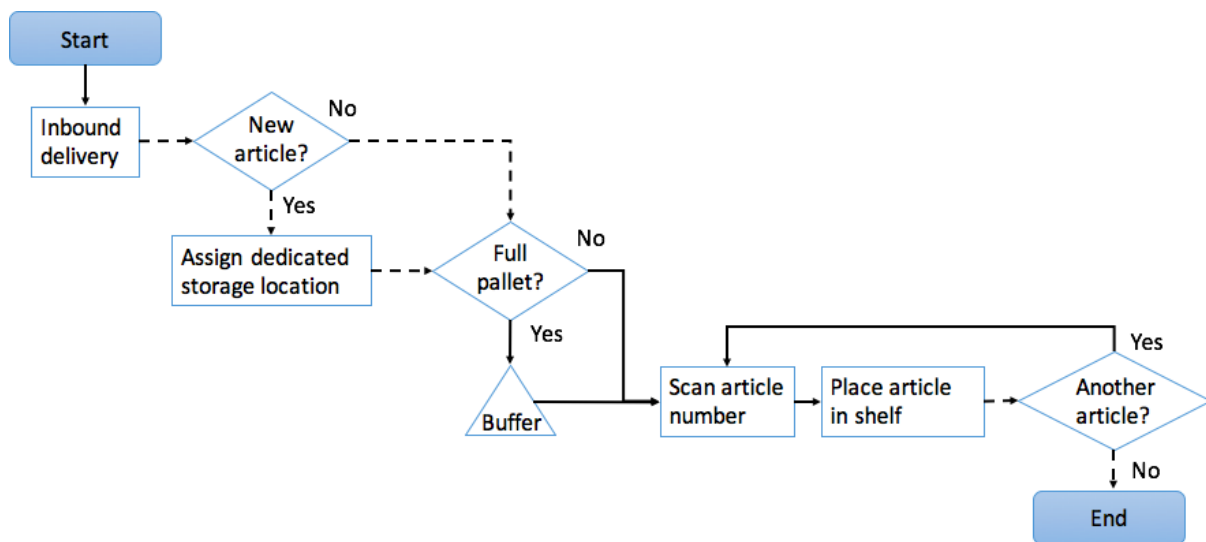 Start
Inbound
delivery
New
article?
No
Yes
Assign dedicated
storage location
Full
pallet?
No
Yes
Buffer
Scan article
number
Place article
in shelf
Another
article?
Yes
No
End